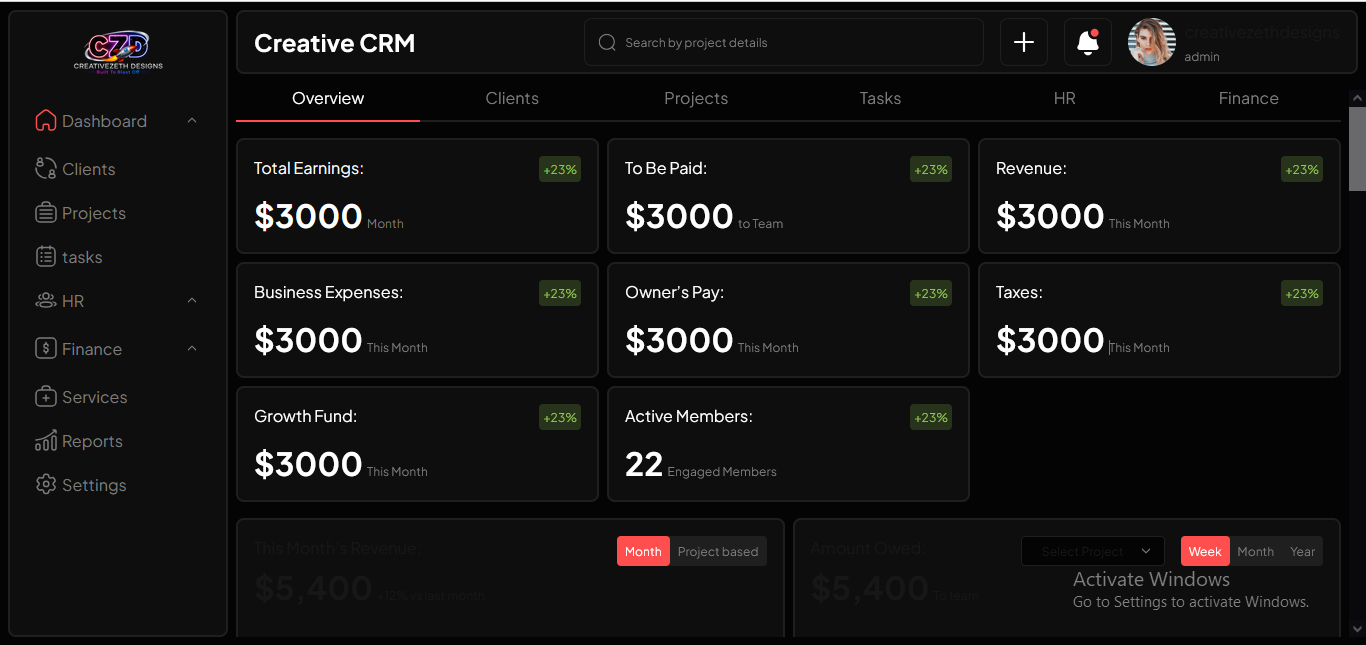 CZD
CREATIVEZETH DESIGNS
Built To Blast Off
Dashboard
Clients
Projects
tasks
HR
Finance
Services
Reports
Settings
Creative CRM
Search by project details
creativezethdesigns
admin
Overview
Clients
Projects
Tasks
HR
Finance
Total Earnings:
+23%
$3000 Month
To Be Paid:
+23%
$3000 to Team
Revenue:
+23%
$3000 This Month
Business Expenses:
+23%
$3000 This Month
Owner's Pay:
+23%
$3000 This Month
Taxes:
+23%
$3000 This Month
Growth Fund:
+23%
$3000 This Month
Active Members:
+23%
22 Engaged Members
This Month's Revenue:
Month
Project based
$5,400 +12% vs last month
Amount Owed:
Select Project
Week
Month
Year
$5,400 To team
Activate Windows
Go to Settings to activate Windows.